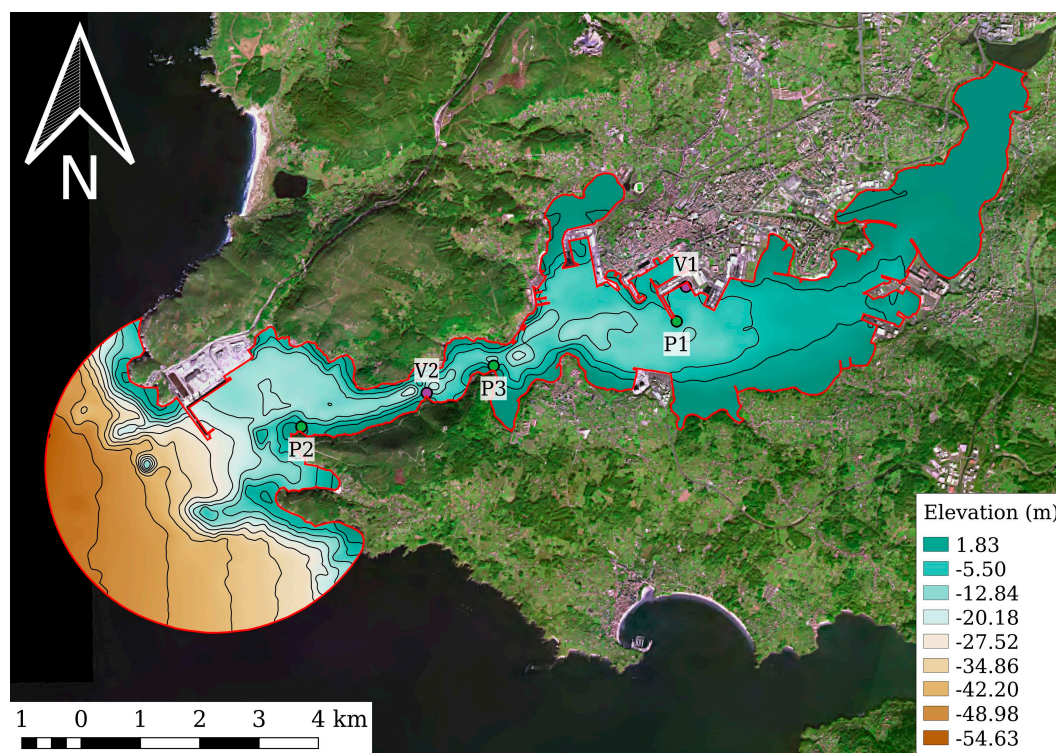 N
V1
P1
V2
P3
P2
Elevation (m)
1.83
-5.50
-12.84
-20.18
-27.52
-34.86
-42.20
-48.98
-54.63
1 0 1 2 3 4 km